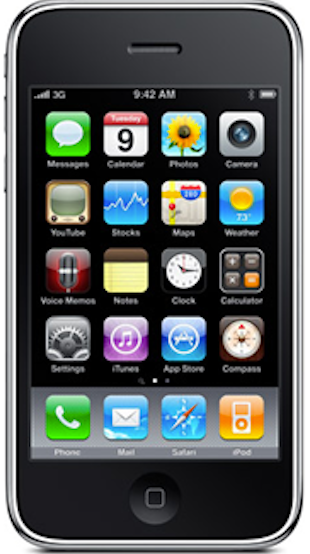 3G 9:42 AM
Tuesday
9
280
73°
Messages Calendar Photos Camera
YouTube Stocks Maps Weather
Voice Memos Notes Clock Calculator
Settings iTunes App Store Compass
Phone Mail Safari iPod